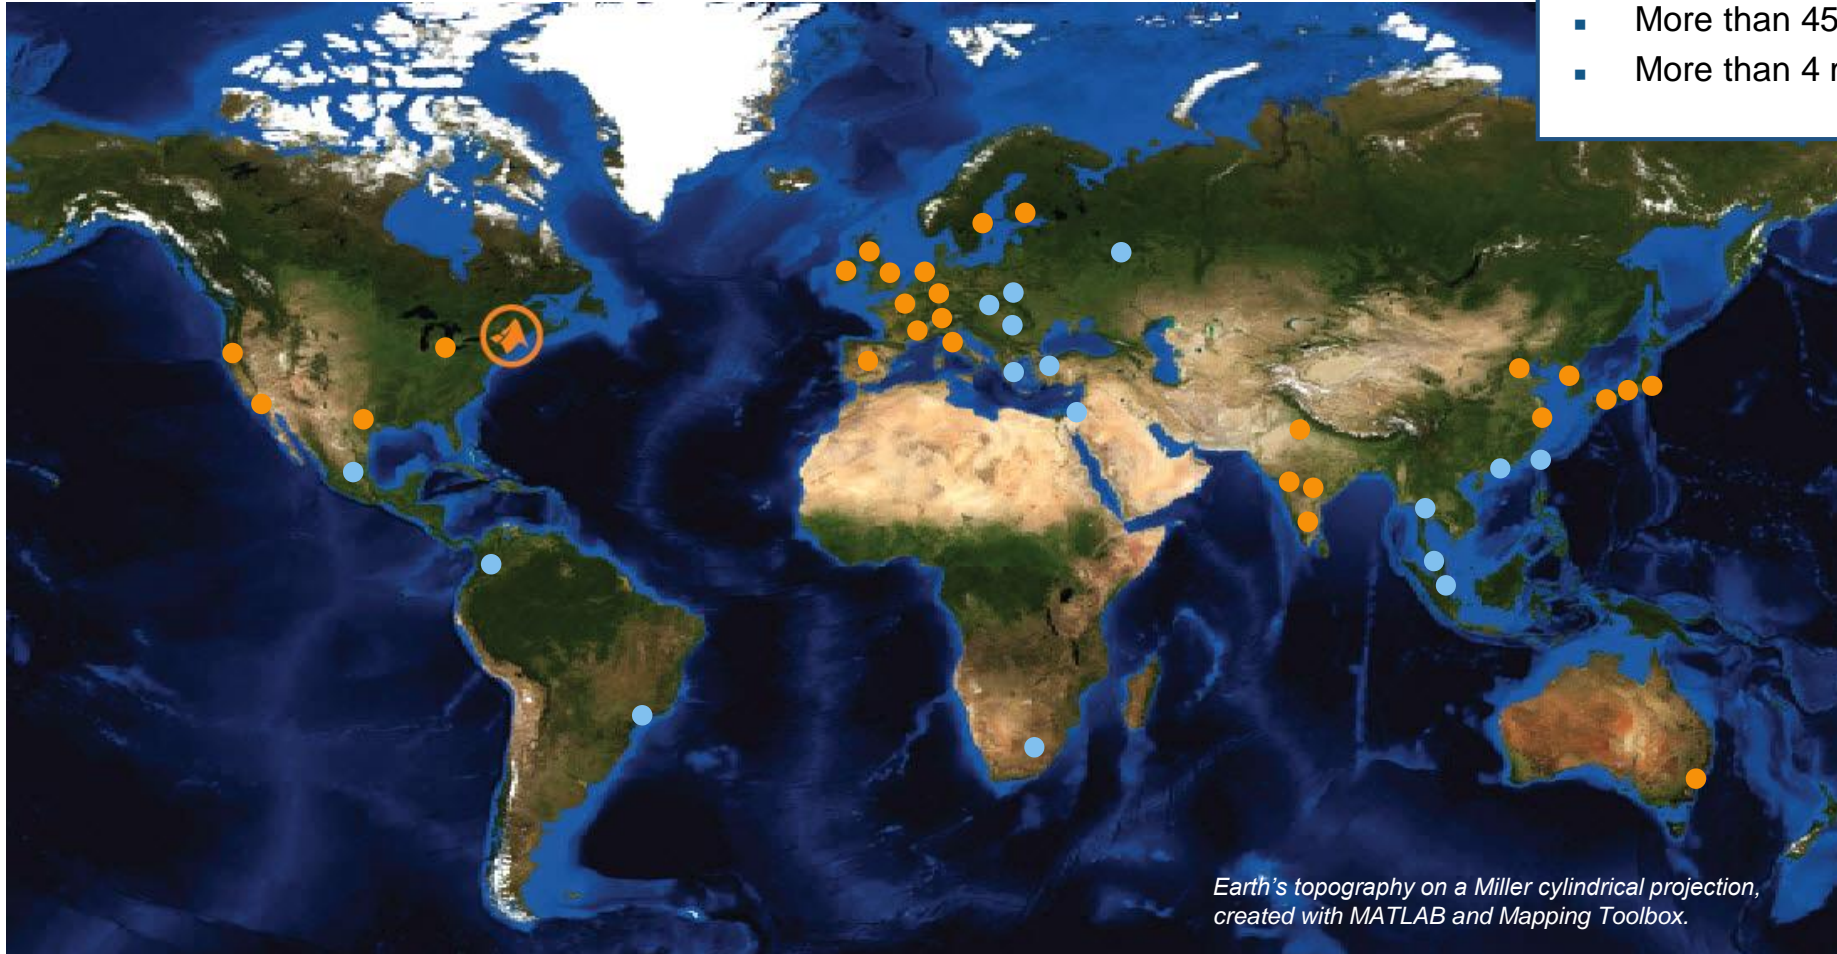 More than 45
More than 4
Earth's topography on a Miller cylindrical projection,
created with MATLAB and Mapping Toolbox.